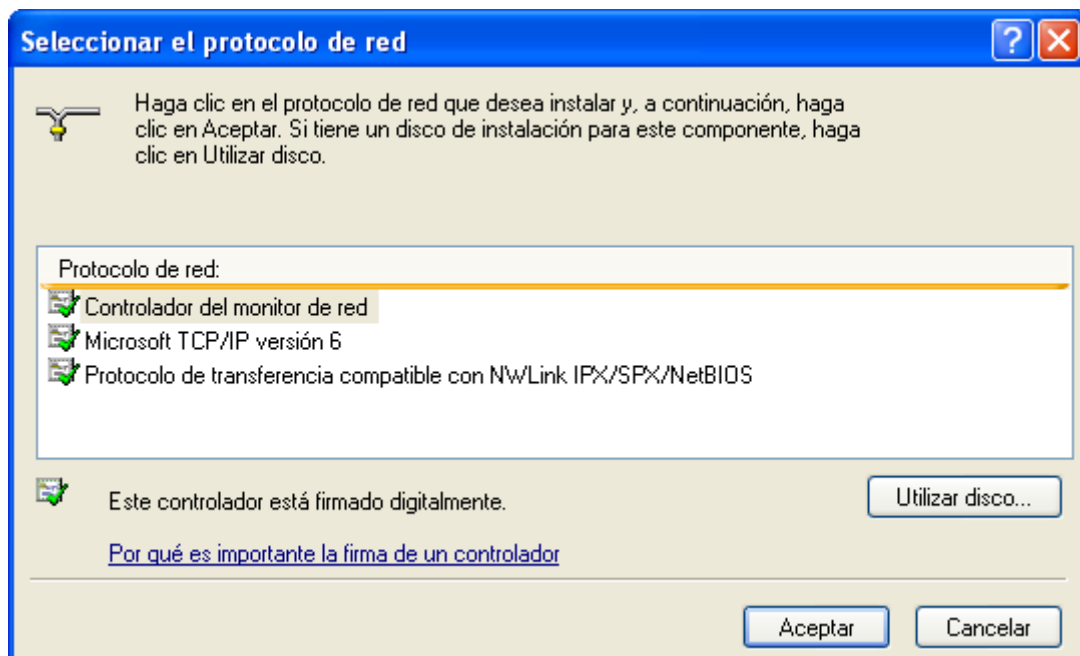 Seleccionar el protocolo de red
Haga clic en el protocolo de red que desea instalar y, a continuación, haga
clic en Aceptar. Si tiene un disco de instalación para este componente, haga
clic en Utilizar disco.
Protocolo de red:
Controlador del monitor de red
Microsoft TCP/IP versión 6
Protocolo de transferencia compatible con NWLink IPX/SPX/NetBIOS
Este controlador está firmado digitalmente.
Utilizar disco...
Por qué es importante la firma de un controlador
Aceptar
Cancelar